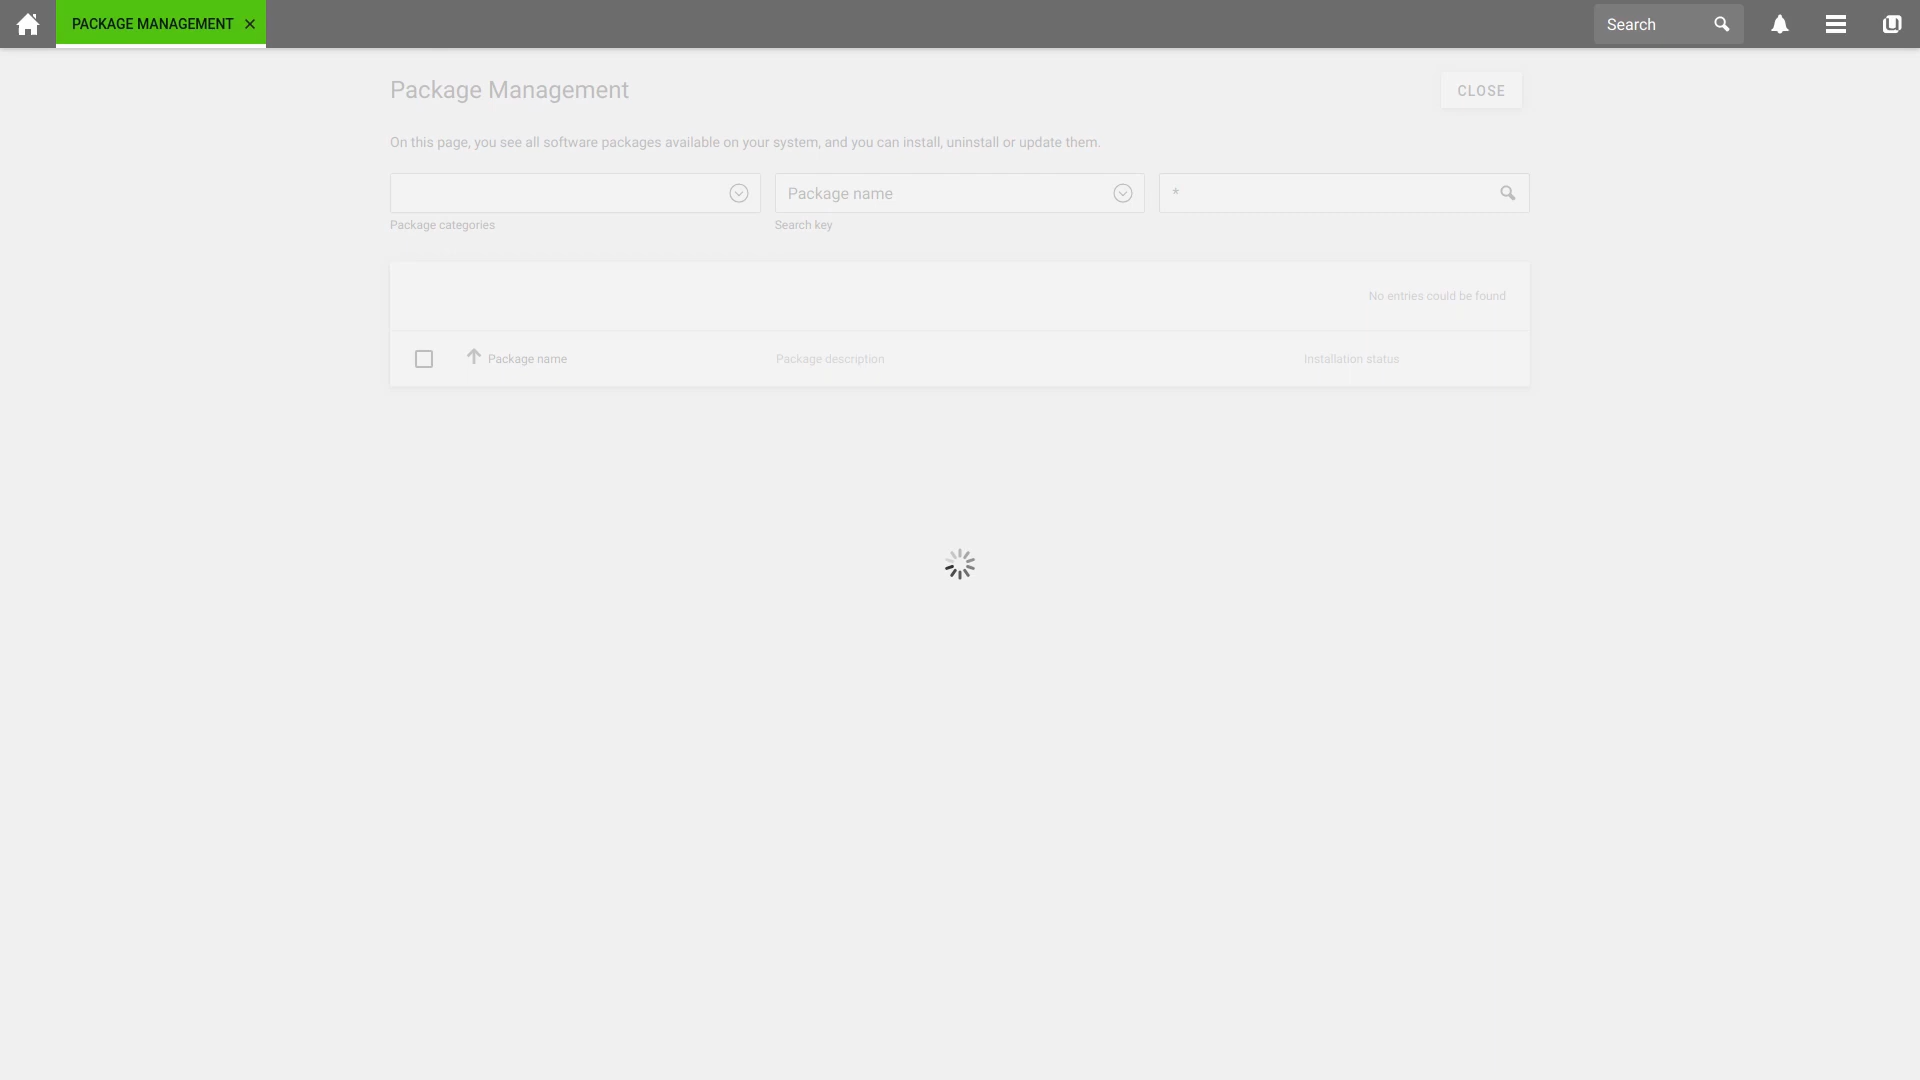 PACKAGE MANAGEMENT
Search
Package Management
CLOSE
On this page, you see all software packages available on your system, and you can install, uninstall or update them.
Package name
*
Package categories
Search key
No entries could be found
Package name
Package description
Installation status